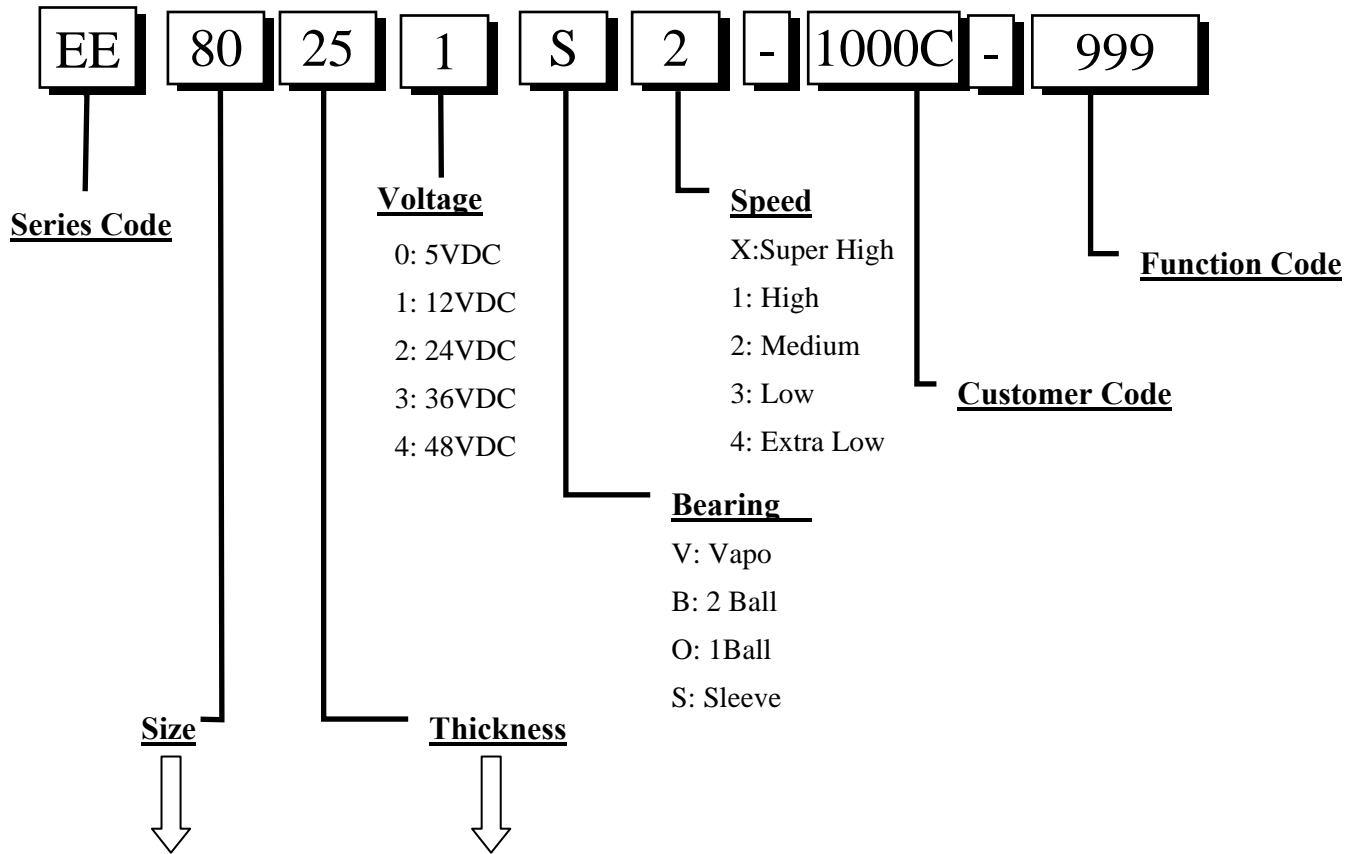 EE 80 25 1 S 2 - 1000C - 999
Series Code
Voltage
0: 5VDC
1: 12VDC
2: 24VDC
3: 36VDC
4: 48VDC
Speed
X:Super High
1: High
2: Medium
3: Low
4: Extra Low
Function Code
Customer Code
Bearing
V: Vapo
B: 2 Ball
O: 1Ball
S: Sleeve
Size
Thickness